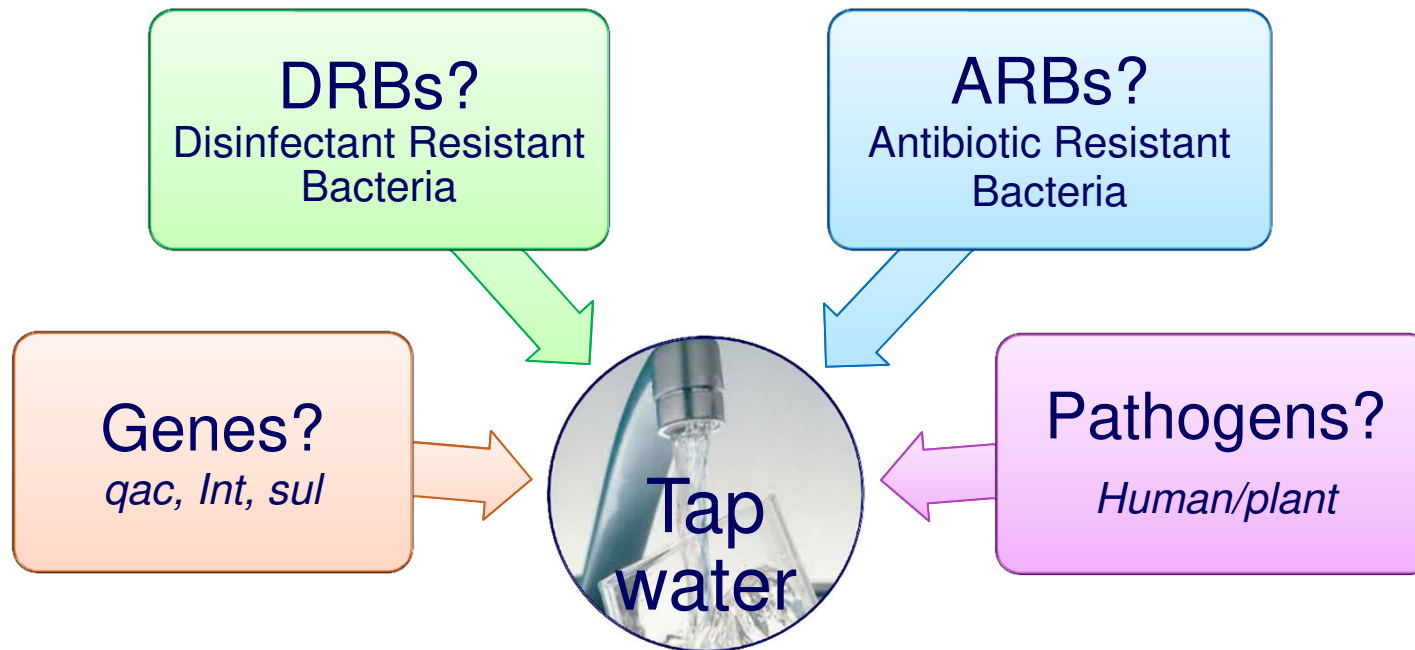 DRBs?
Disinfectant Resistant
Bacteria
ARBs?
Antibiotic Resistant
Bacteria
Genes?
qac, Int, sul
Tap
water
Pathogens?
Human/plant